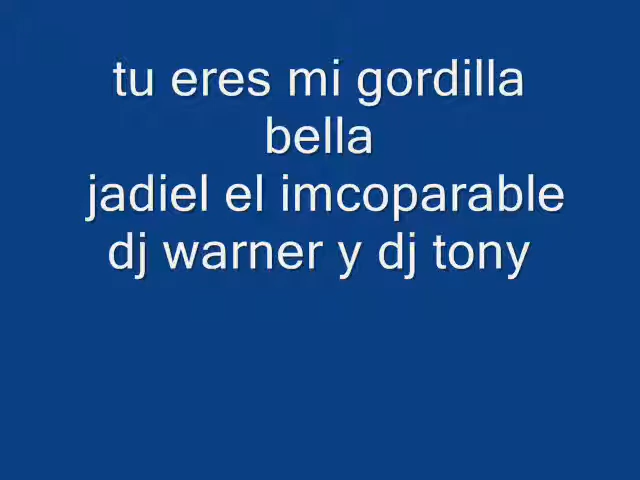 tu eres mi gordilla
bella
jadiel el imcoparable
dj warner y dj tony